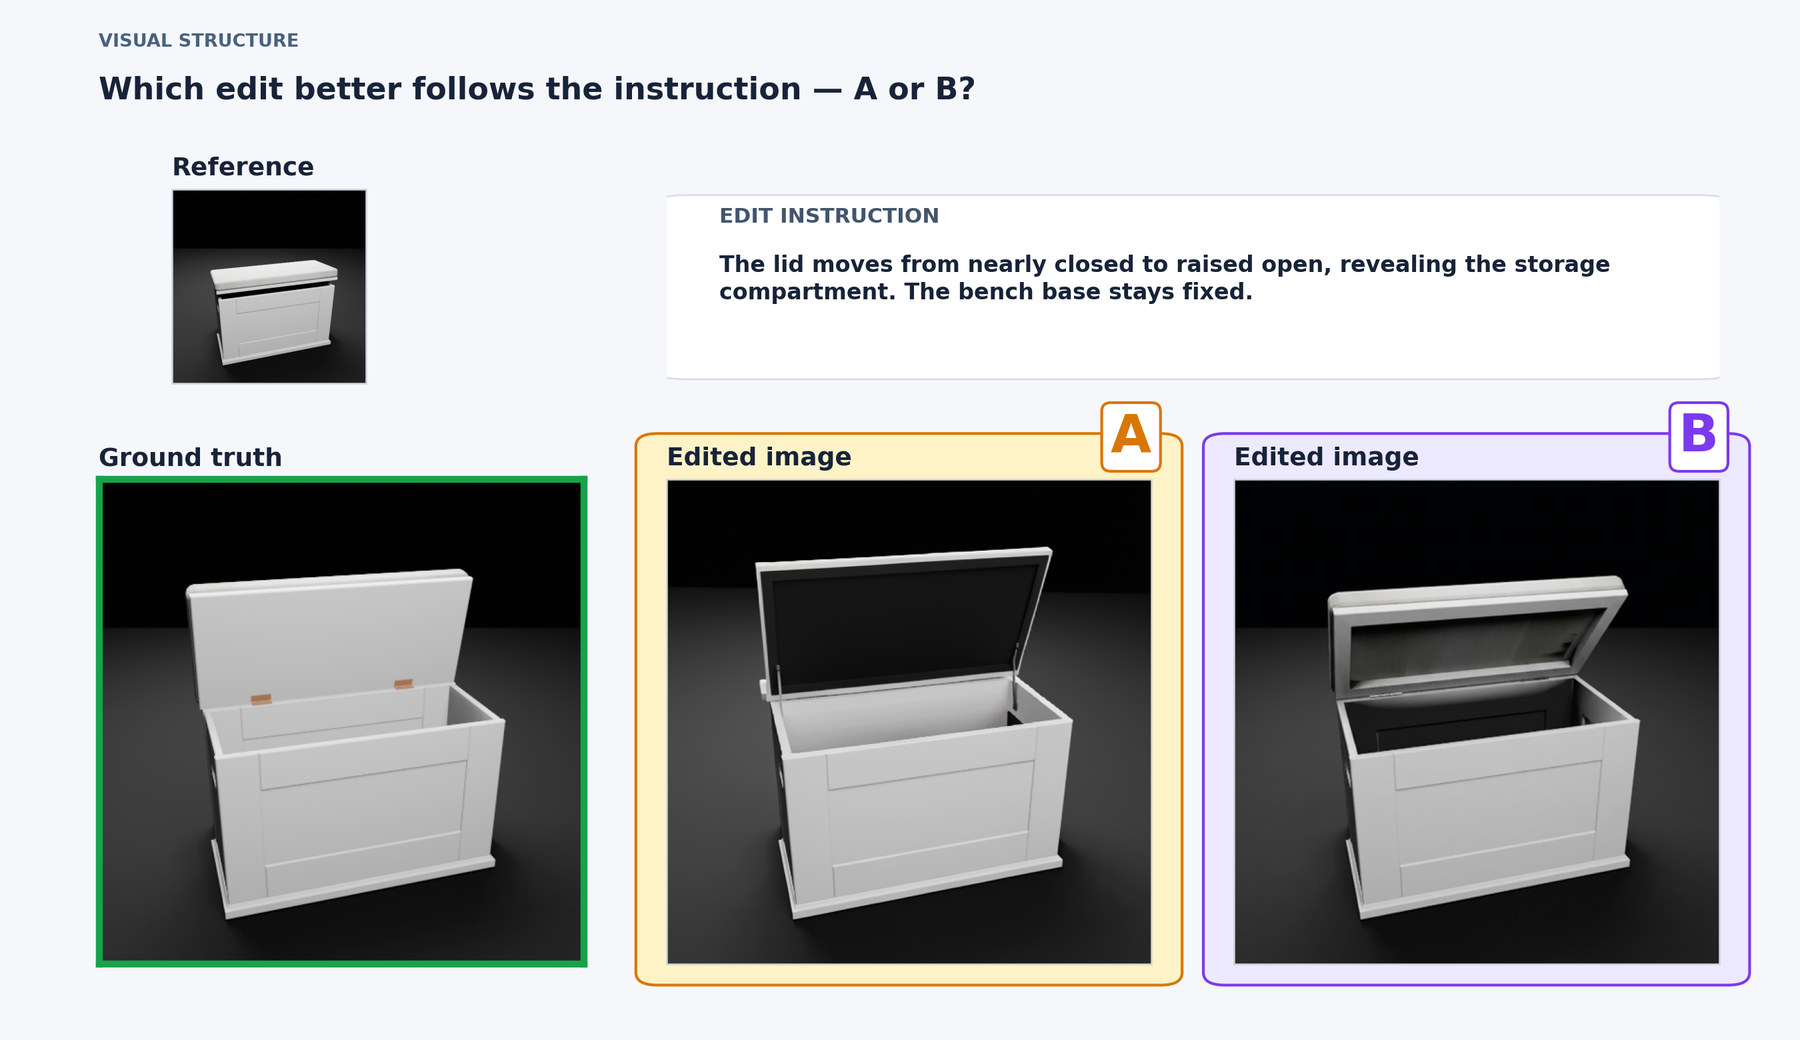 VISUAL STRUCTURE
Which edit better follows the instruction — A or B?
Reference
EDIT INSTRUCTION
The lid moves from nearly closed to raised open, revealing the storage
compartment. The bench base stays fixed.
Ground truth
Edited image
A
Edited image
B